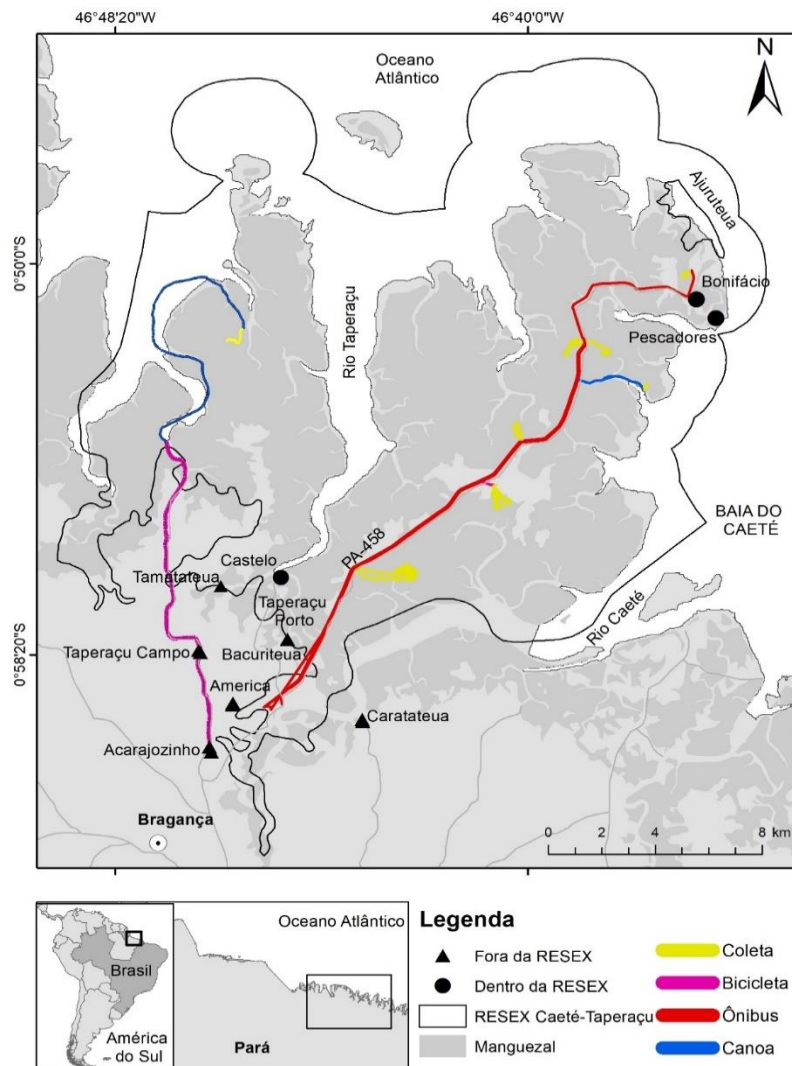 46°48'20"W
46°40'0"W
Oceano
Atlântico
N
Ajuruteua
0°50'0"S
Bonifácio
Rio Taperaçu
Pescadores
BAIA DO
CAETÉ
PA-458
Castelo
Tamatateua
Taperaçu
Porto
Rio Caeté
0°58'20"S
Taperaçu Campo
Bacuriteua
America
Caratateua
Acarajozinho
Bragança
0 2 4 6 8 km
Oceano Atlântico
Brasil
América
do Sul
Pará
Legenda
Fora da RESEX
Dentro da RESEX
RESEX Caeté-Taperaçu
Manguezal
Coleta
Bicicleta
Ônibus
Canoa